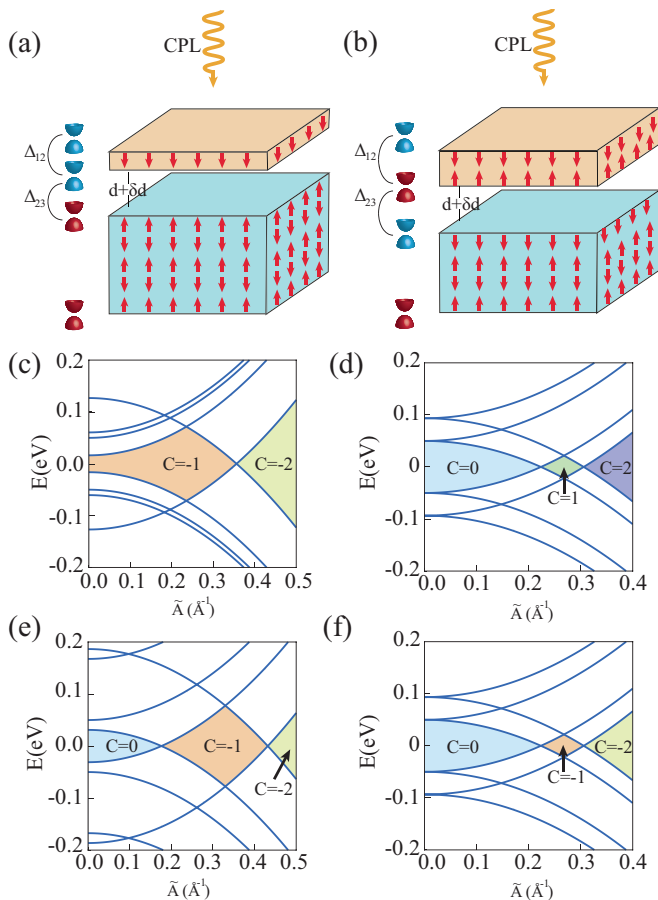 (a)
CPL
Δ12
Δ23
d+δd
(b)
CPL
Δ12
Δ23
d+δd
(c)
0.2
0.1
0.0
-0.1
-0.2
E(eV)
C=-1
C=-2
0.0 0.1 0.2 0.3 0.4 0.5
Ã (Å⁻¹)
(d)
0.2
0.1
0.0
-0.1
-0.2
E(eV)
C=0
C=1
C=2
0.0 0.1 0.2 0.3 0.4
Ã (Å⁻¹)
(e)
0.2
0.1
0.0
-0.1
-0.2
E(eV)
C=0
C=-1
C=-2
0.0 0.1 0.2 0.3 0.4 0.5
Ã (Å⁻¹)
(f)
0.2
0.1
0.0
-0.1
-0.2
E(eV)
C=0
C=-1
C=-2
0.0 0.1 0.2 0.3 0.4
Ã (Å⁻¹)